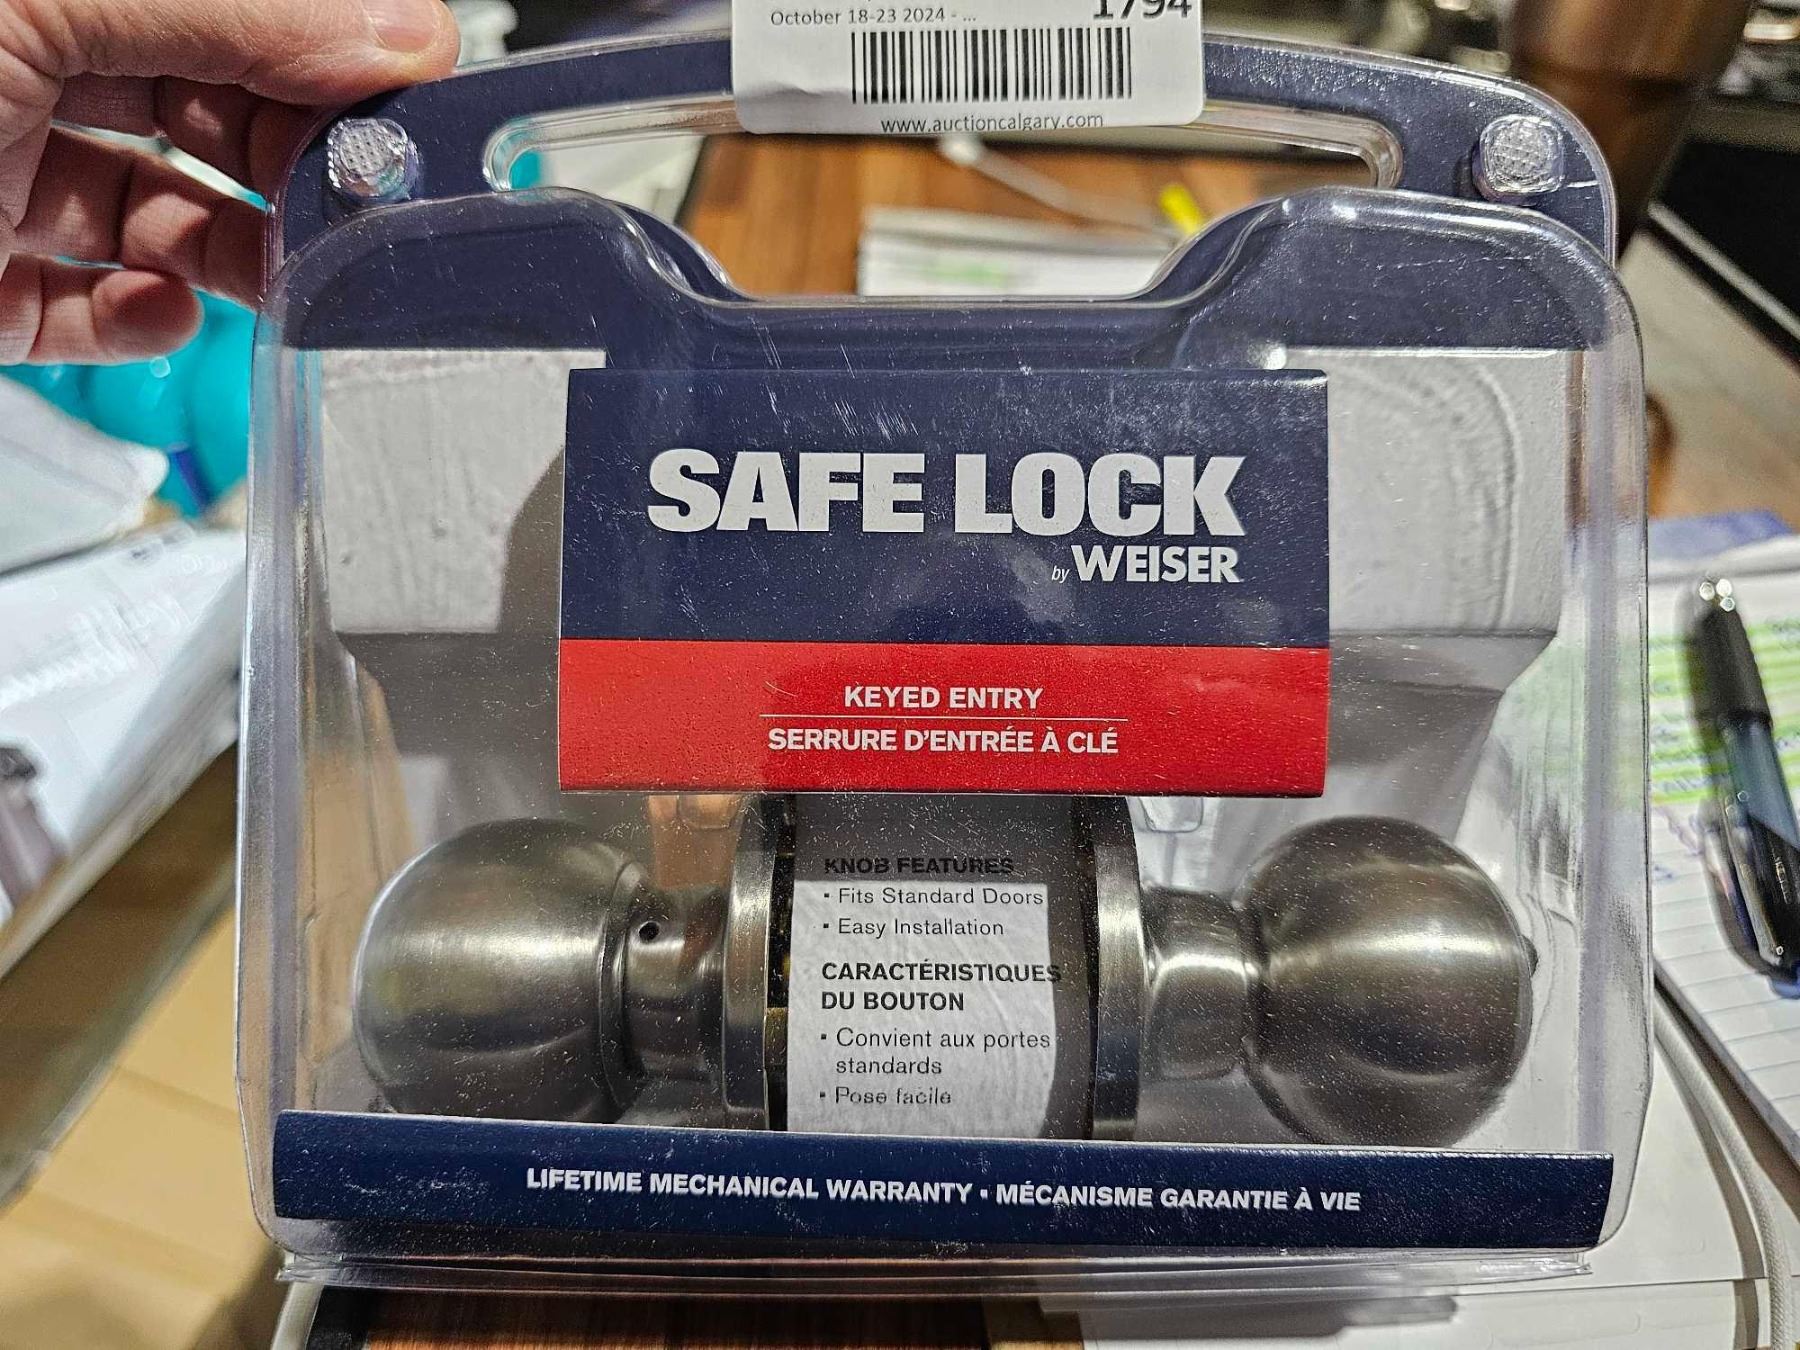 October 18-23 2024 - ...
1794
www.auctioncalgary.com
SAFE LOCK
by WEISER
KEYED ENTRY
SERRURE D'ENTRÉE À CLÉ
KNOB FEATURES
▪ Fits Standard Doors
▪ Easy Installation
CARACTÉRISTIQUES
DU BOUTON
▪ Convient aux portes
standards
▪ Pose facile
LIFETIME MECHANICAL WARRANTY ▪ MÉCANISME GARANTIE À VIE